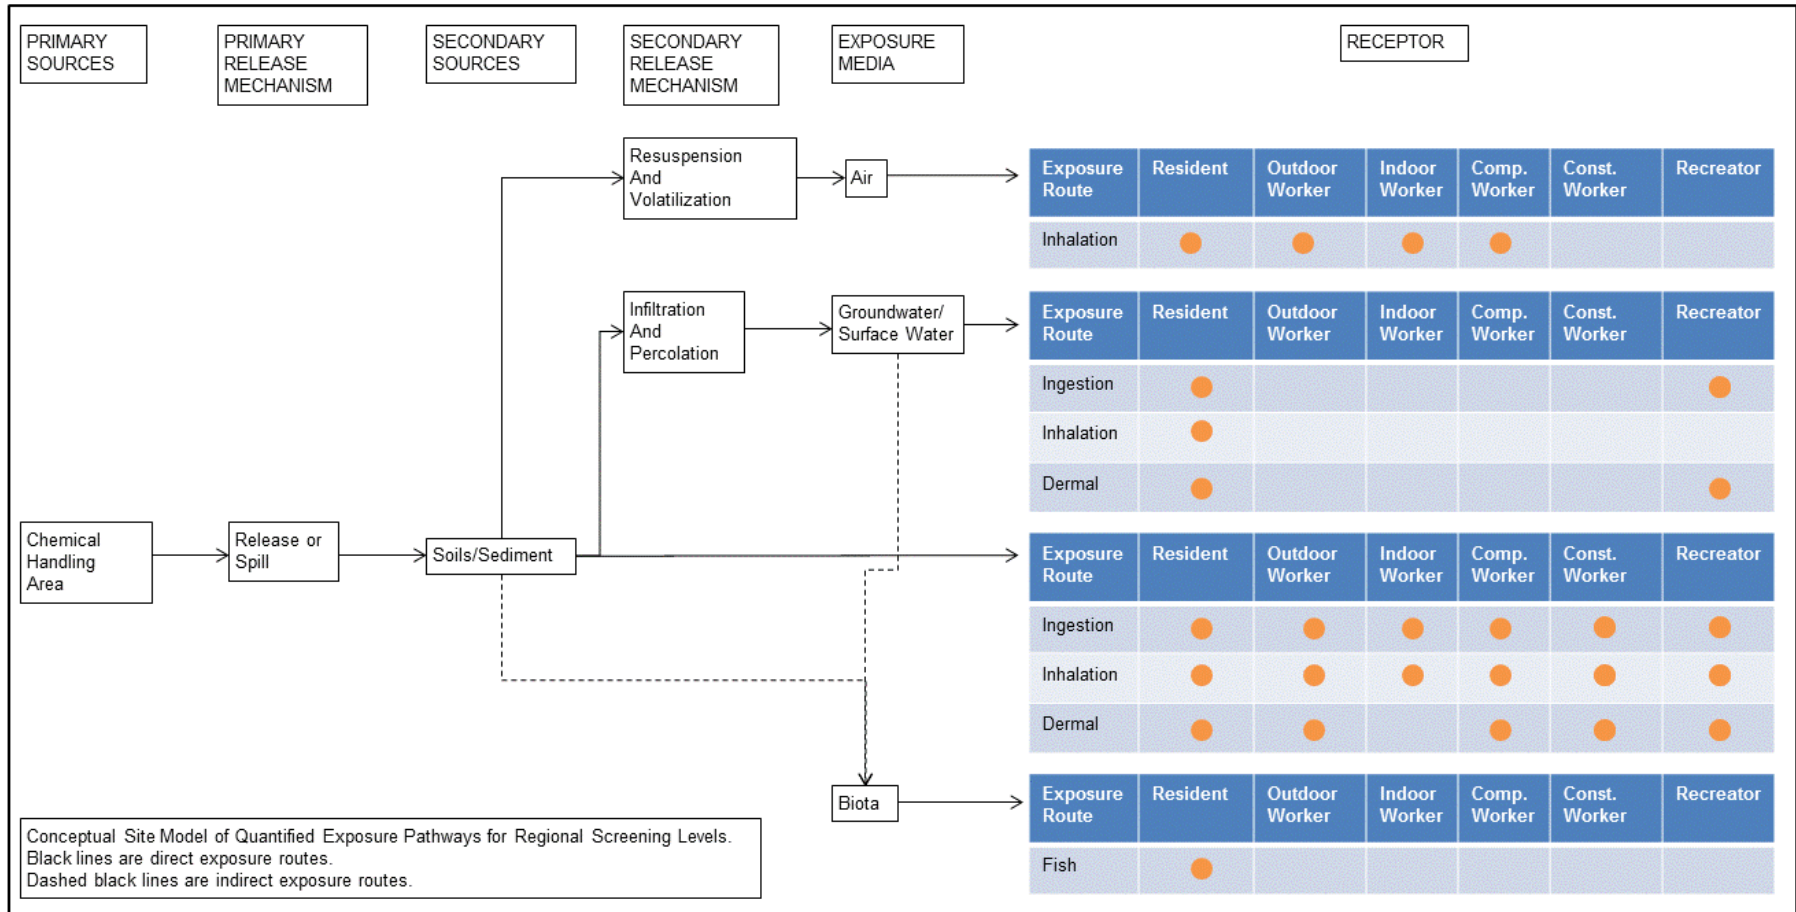 PRIMARY
SOURCES
PRIMARY
RELEASE
MECHANISM
SECONDARY
SOURCES
SECONDARY
RELEASE
MECHANISM
EXPOSURE
MEDIA
RECEPTOR
Resuspension
And
Volatilization
Air
Exposure
Route
Resident
Outdoor
Worker
Indoor
Worker
Comp.
Worker
Const.
Worker
Recreator
Inhalation
Infiltration
And
Percolation
Groundwater/
Surface Water
Exposure
Route
Resident
Outdoor
Worker
Indoor
Worker
Comp.
Worker
Const.
Worker
Recreator
Ingestion
Inhalation
Dermal
Chemical
Handling
Area
Release or
Spill
Soils/Sediment
Exposure
Route
Resident
Outdoor
Worker
Indoor
Worker
Comp.
Worker
Const.
Worker
Recreator
Ingestion
Inhalation
Dermal
Biota
Exposure
Route
Resident
Outdoor
Worker
Indoor
Worker
Comp.
Worker
Const.
Worker
Recreator
Fish
Conceptual Site Model of Quantified Exposure Pathways for Regional Screening Levels.
Black lines are direct exposure routes.
Dashed black lines are indirect exposure routes.